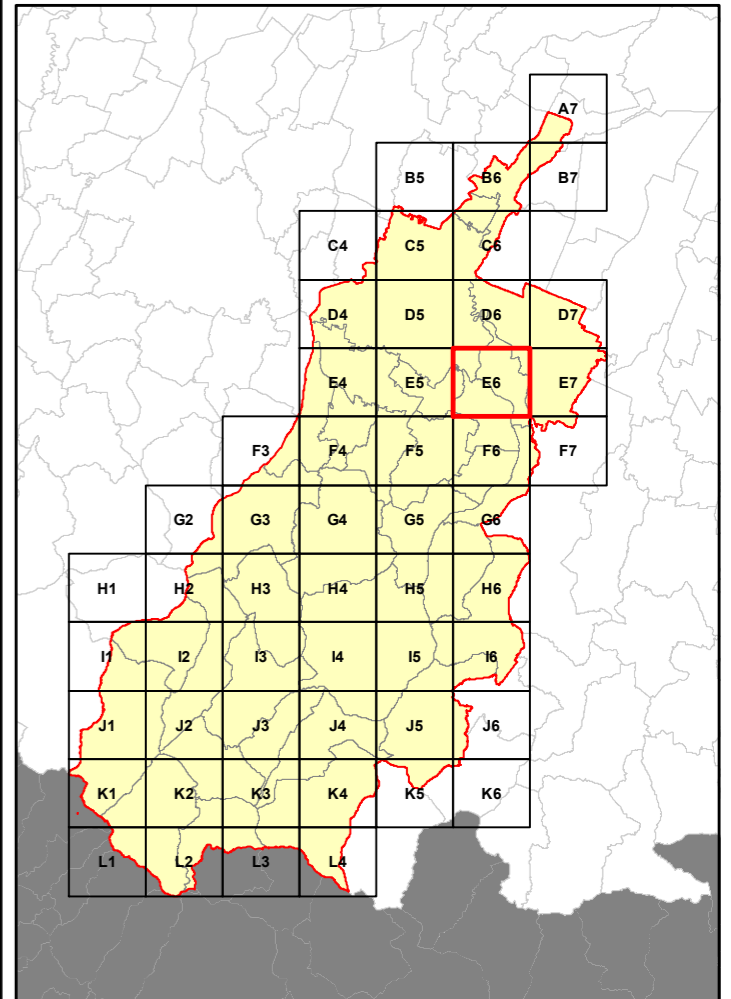 A7
B5 B6 B7
C4 C5 C6
D4 D5 D6 D7
E4 E5 E6 E7
F3 F4 F5 F6 F7
G2 G3 G4 G5 G6
H1 H2 H3 H4 H5 H6
I1 I2 I3 I4 I5 I6
J1 J2 J3 J4 J5 J6
K1 K2 K3 K4 K5 K6
L1 L2 L3 L4